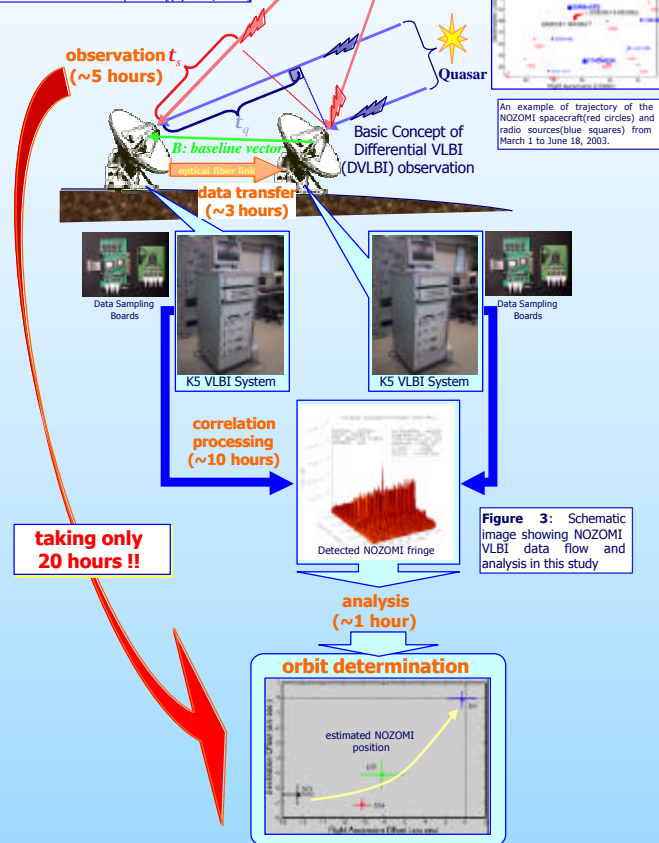 observation
(~5 hours)
t_s
t_q
Quasar
B: baseline vector
optical fiber link
data transfer
(~3 hours)
Basic Concept of
Differential VLBI
(DVLBI) observation
An example of trajectory of the
NOZOMI spacecraft(red circles) and
radio sources(blue squares) from
March 1 to June 18, 2003.
Data Sampling
Boards
K5 VLBI System
K5 VLBI System
Data Sampling
Boards
correlation
processing
(~10 hours)
Detected NOZOMI fringe
Figure 3: Schematic
image showing NOZOMI
VLBI data flow and
analysis in this study
taking only
20 hours !!
analysis
(~1 hour)
orbit determination
estimated NOZOMI
position